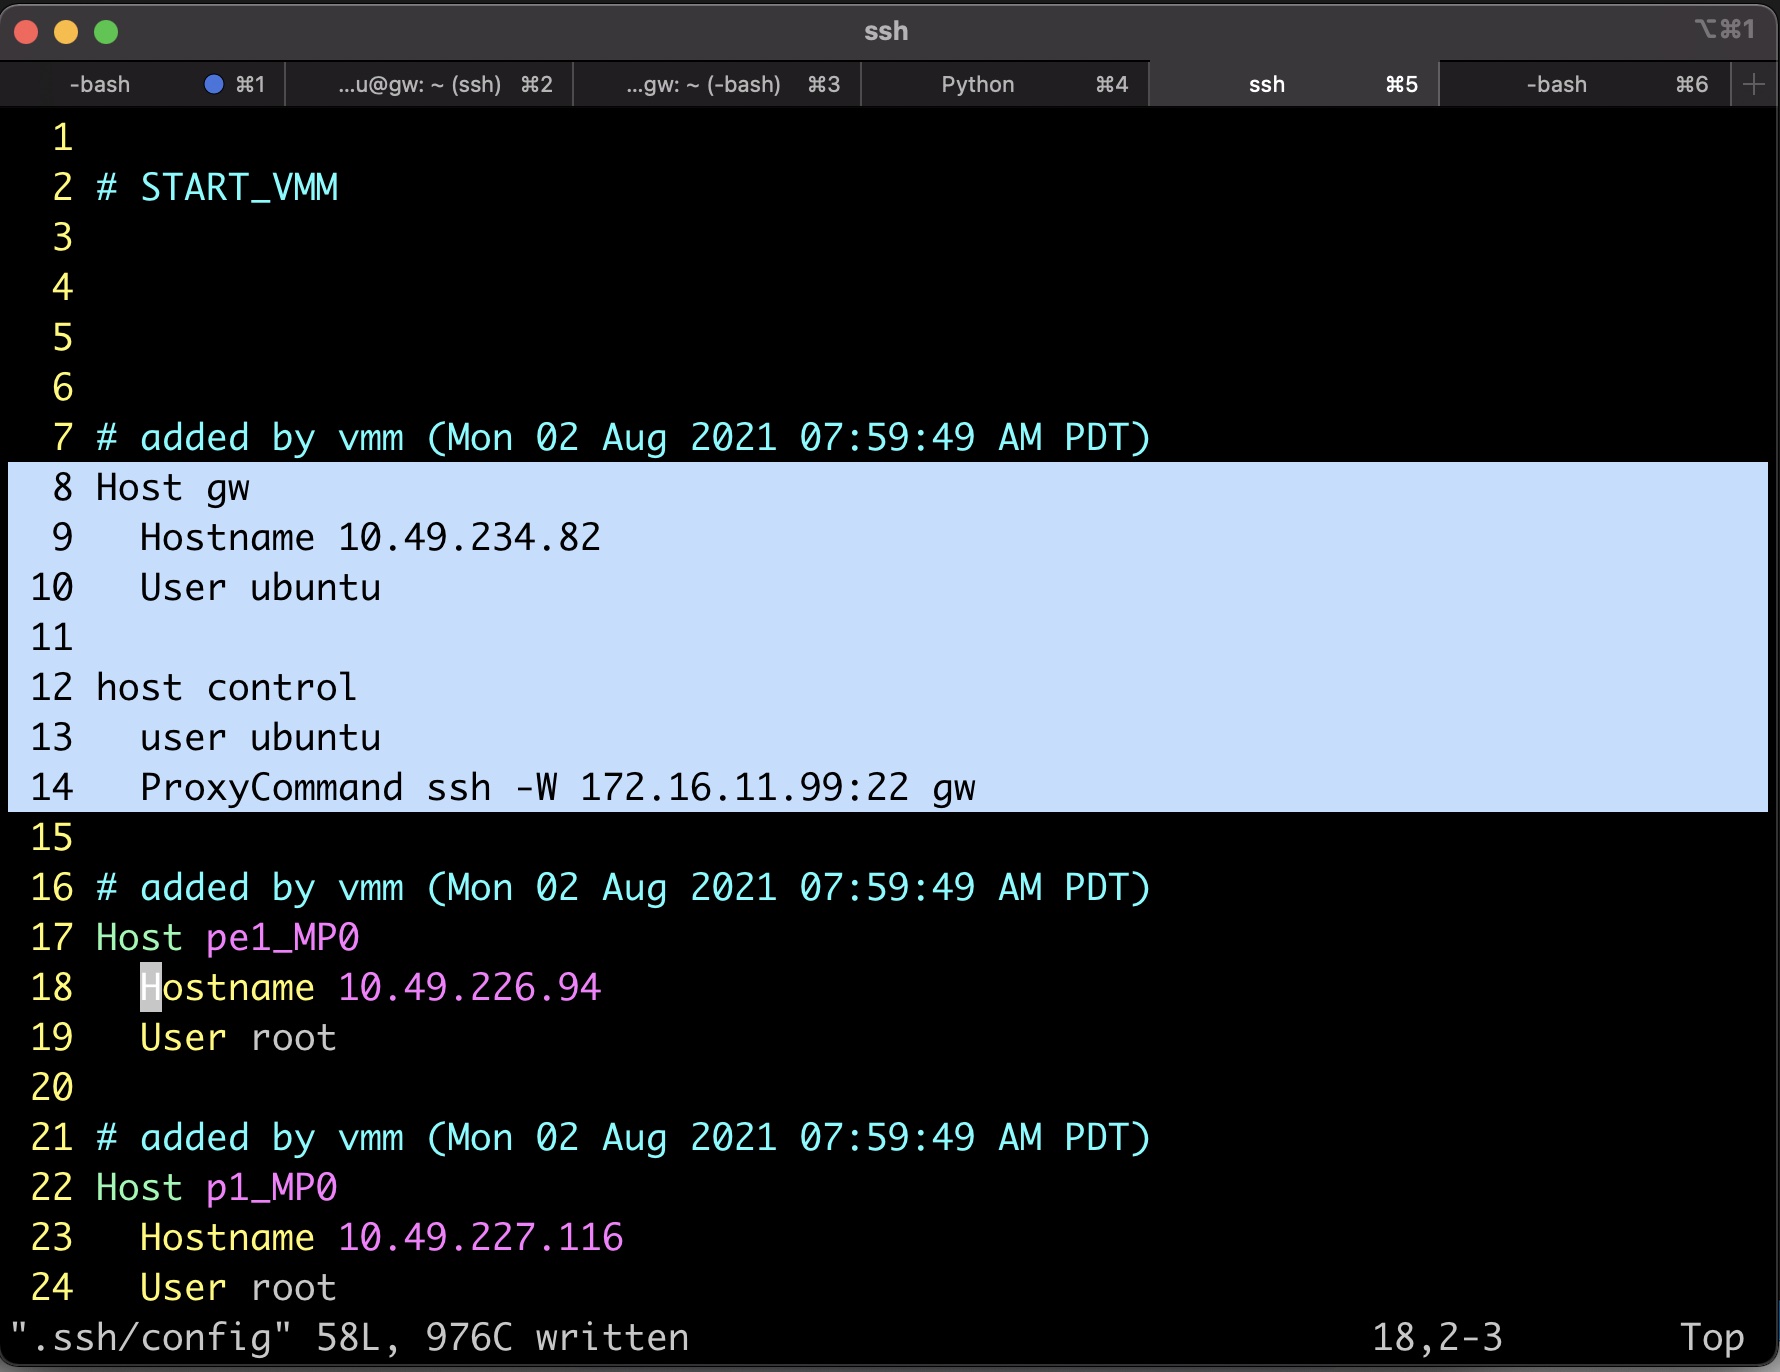 ssh ⌥⌘1
-bash ⌘1 ...u@gw: ~ (ssh) ⌘2 ...gw: ~ (-bash) ⌘3 Python ⌘4 ssh ⌘5 -bash ⌘6
1
2 # START_VMM
3
4
5
6
7 # added by vmm (Mon 02 Aug 2021 07:59:49 AM PDT)
8 Host gw
9   Hostname 10.49.234.82
10   User ubuntu
11
12 host control
13   user ubuntu
14   ProxyCommand ssh -W 172.16.11.99:22 gw
15
16 # added by vmm (Mon 02 Aug 2021 07:59:49 AM PDT)
17 Host pe1_MP0
18   Hostname 10.49.226.94
19   User root
20
21 # added by vmm (Mon 02 Aug 2021 07:59:49 AM PDT)
22 Host p1_MP0
23   Hostname 10.49.227.116
24   User root
".ssh/config" 58L, 976C written 18,2-3 Top